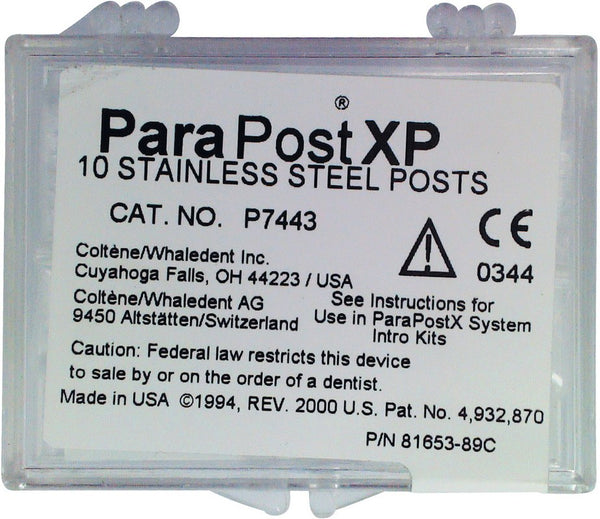 ®
ParaPost XP
10 STAINLESS STEEL POSTS
CAT. NO. P7443
CE
0344
Coltène/Whaledent Inc.
Cuyahoga Falls, OH 44223 / USA
Coltène/Whaledent AG
9450 Altstätten/Switzerland
See Instructions for
Use in ParaPostX System
Intro Kits
Caution: Federal law restricts this device
to sale by or on the order of a dentist.
Made in USA ©1994, REV. 2000 U.S. Pat. No. 4,932,870
P/N 81653-89C